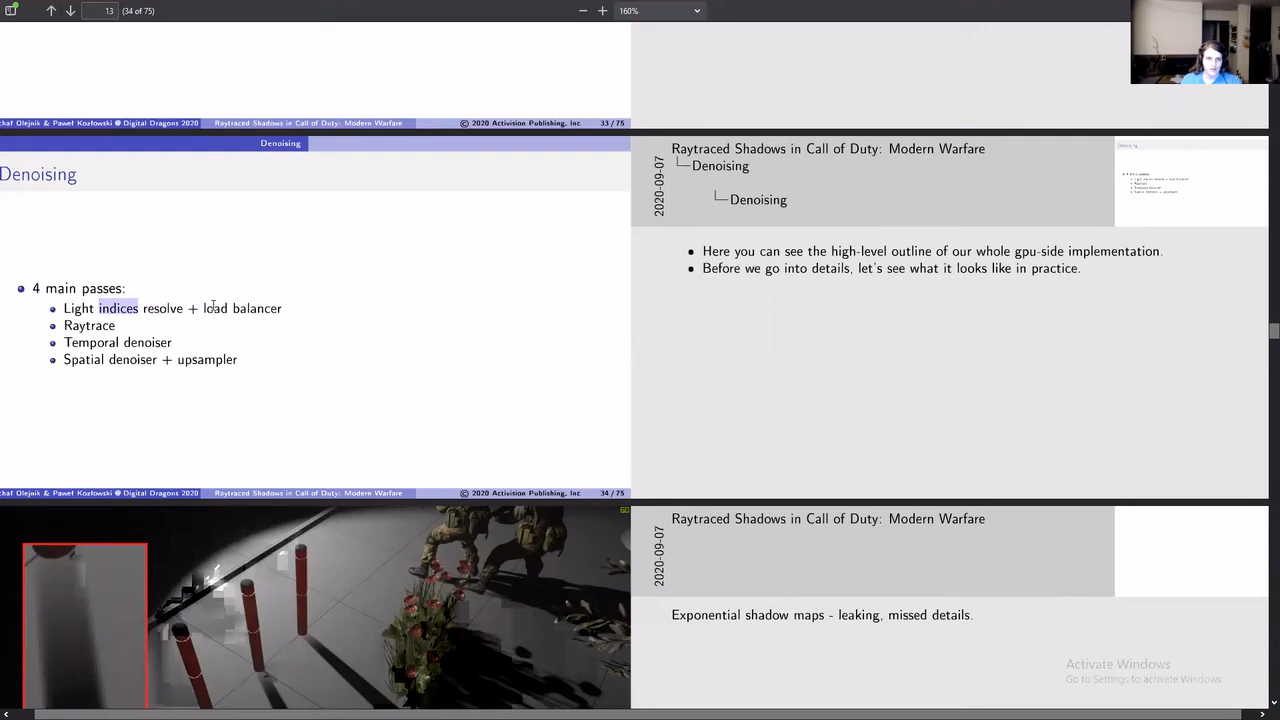 13 (34 of 75) 160%
chał Olejnik & Paweł Kozłowski @ Digital Dragons 2020 Raytraced Shadows in Call of Duty: Modern Warfare © 2020 Activision Publishing, Inc 33 / 75
Denoising
Denoising
4 main passes:
Light indices resolve + load balancer
Raytrace
Temporal denoiser
Spatial denoiser + upsampler
chał Olejnik & Paweł Kozłowski @ Digital Dragons 2020 Raytraced Shadows in Call of Duty: Modern Warfare © 2020 Activision Publishing, Inc 34 / 75
2020-09-07
Raytraced Shadows in Call of Duty: Modern Warfare
Denoising
Denoising
Here you can see the high-level outline of our whole gpu-side implementation.
Before we go into details, let's see what it looks like in practice.
60
2020-09-07
Raytraced Shadows in Call of Duty: Modern Warfare
Exponential shadow maps - leaking, missed details.
Activate Windows
Go to Settings to activate Windows.